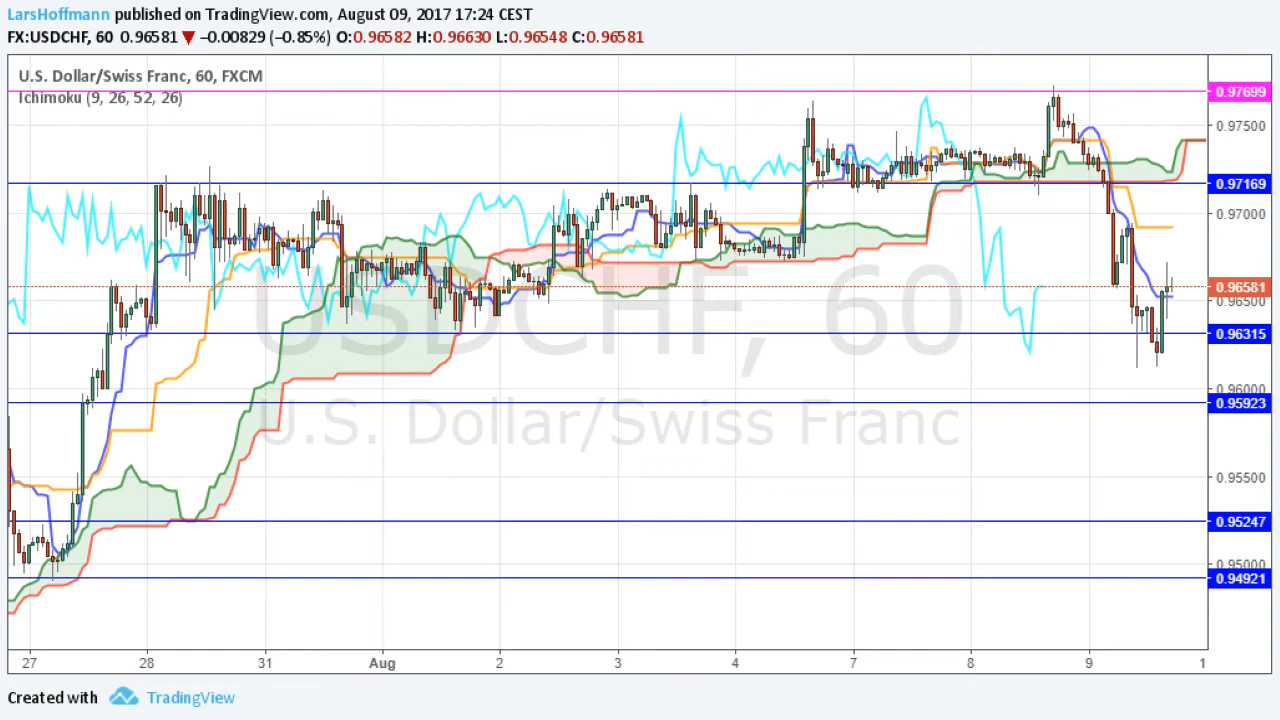 LarsHoffmann published on TradingView.com, August 09, 2017 17:24 CEST
FX:USDCHF, 60 0.96581 ▼ −0.00829 (−0.85%) O:0.96582 H:0.96630 L:0.96548 C:0.96581
U.S. Dollar/Swiss Franc, 60, FXCM
Ichimoku (9, 26, 52, 26)
0.97699
0.97500
0.97169
0.97000
0.96581
0.96500
0.96315
0.96000
0.95923
0.95500
0.95247
0.95000
0.94921
USDCHF, 60
U.S. Dollar/Swiss Franc
27 28 31 Aug 2 3 4 7 8 9 1
Created with TradingView